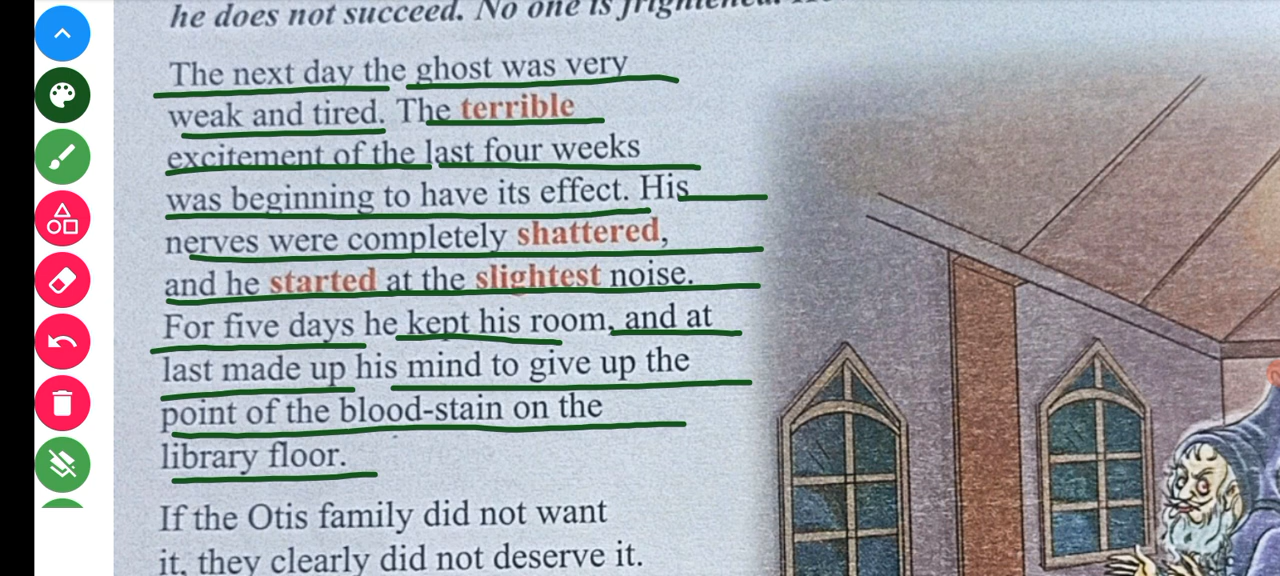 he does not succeed. No one is frightened.
The next day the ghost was very
weak and tired. The terrible
excitement of the last four weeks
was beginning to have its effect. His
nerves were completely shattered,
and he started at the slightest noise.
For five days he kept his room, and at
last made up his mind to give up the
point of the blood-stain on the
library floor.
If the Otis family did not want
it, they clearly did not deserve it.